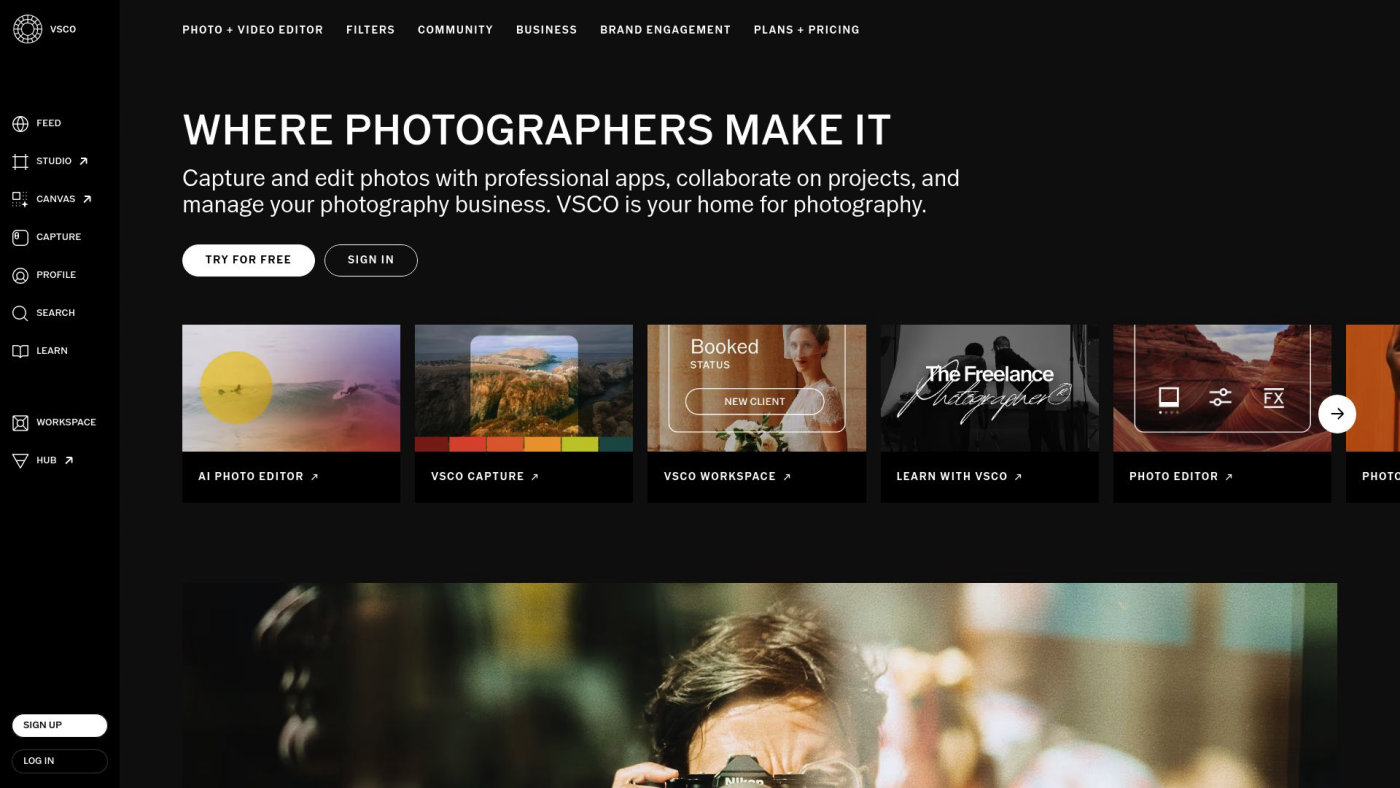 VSCO
PHOTO + VIDEO EDITOR
FILTERS
COMMUNITY
BUSINESS
BRAND ENGAGEMENT
PLANS + PRICING
FEED
STUDIO
CANVAS
CAPTURE
PROFILE
SEARCH
LEARN
WORKSPACE
HUB
SIGN UP
LOG IN
WHERE PHOTOGRAPHERS MAKE IT
Capture and edit photos with professional apps, collaborate on projects, and
manage your photography business. VSCO is your home for photography.
TRY FOR FREE
SIGN IN
AI PHOTO EDITOR
VSCO CAPTURE
Booked
STATUS
NEW CLIENT
VSCO WORKSPACE
The Freelance
Photographer®
LEARN WITH VSCO
FX
PHOTO EDITOR
PHOTO
Nikon